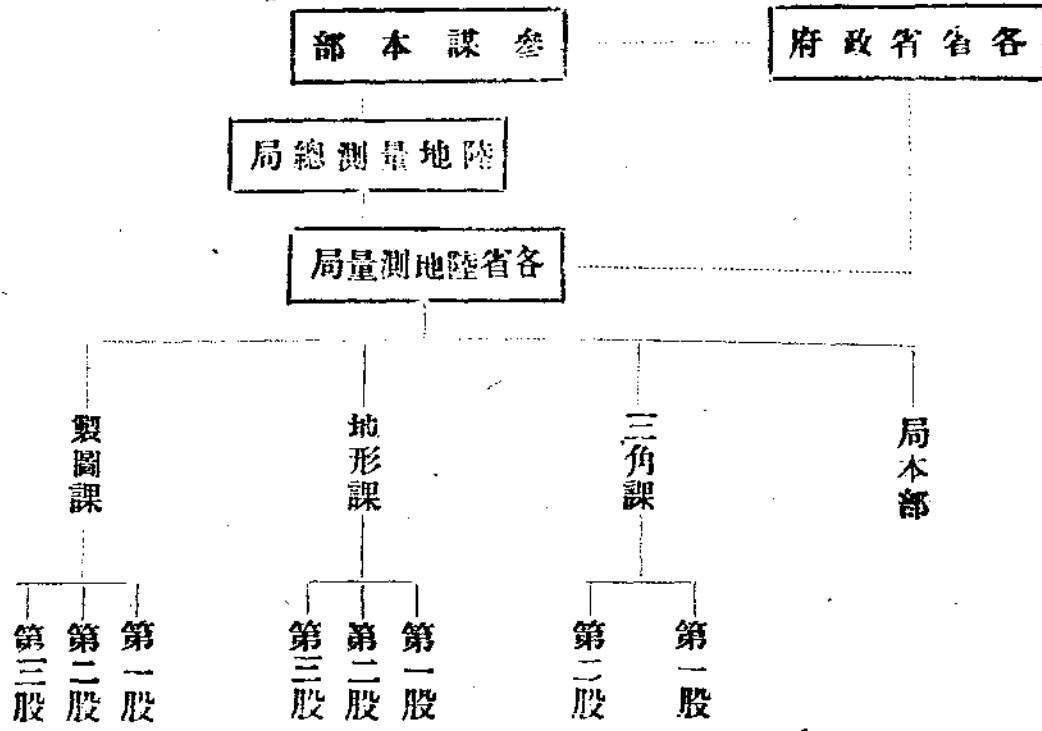 各省省政府
參謀本部
陸地量測總局
各省陸地測量局
局本部
三角課
地形課
製圖課
第一股
第二股
第一股
第二股
第三股
第一股
第二股
第三股